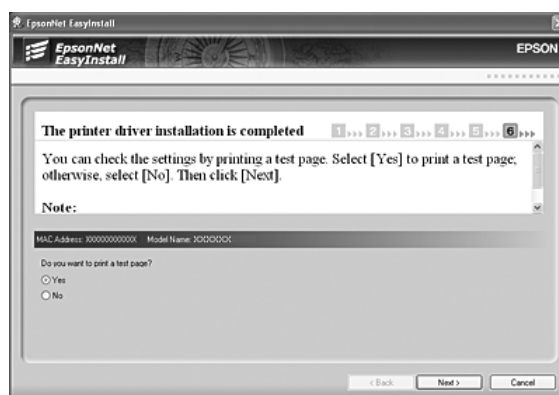 EpsonNet EasyInstall
EpsonNet
EasyInstall
EPSON
The printer driver installation is completed
1 2 3 4 5 6
You can check the settings by printing a test page. Select [Yes] to print a test page;
otherwise, select [No]. Then click [Next].
Note:
MAC Address: XXXXXXXXXXXX Model Name: XXXXXXX
Do you want to print a test page?
Yes
No
< Back Next > Cancel